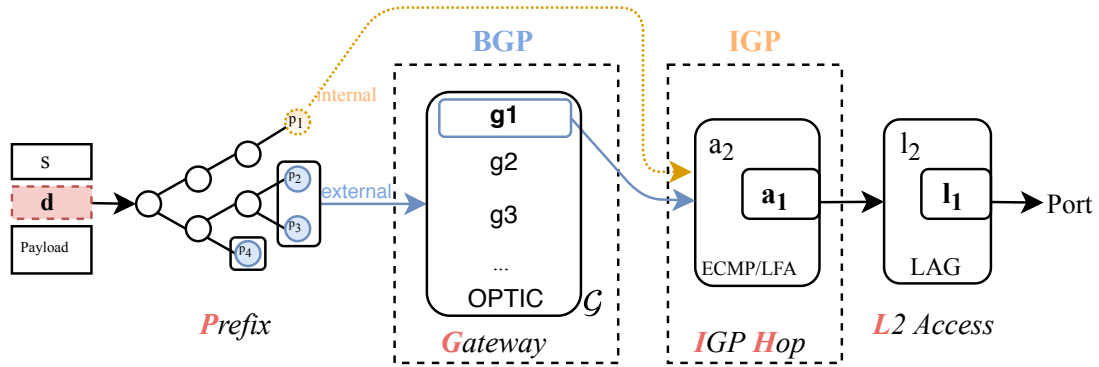 BGP
IGP
internal
p1
s
d
Payload
p2
p3
p4
external
g1
g2
g3
...
OPTIC
𝒢
a2
a1
ECMP/LFA
l2
l1
LAG
Port
Prefix
Gateway
IGP Hop
L2 Access